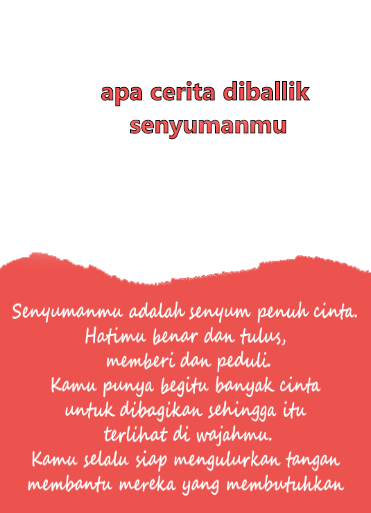 apa cerita diballik
senyumanmu
Senyumanmu adalah senyum penuh cinta.
Hatimu benar dan tulus,
memberi dan peduli.
Kamu punya begitu banyak cinta
untuk dibagikan sehingga itu
terlihat di wajahmu.
Kamu selalu siap mengulurkan tangan
membantu mereka yang membutuhkan